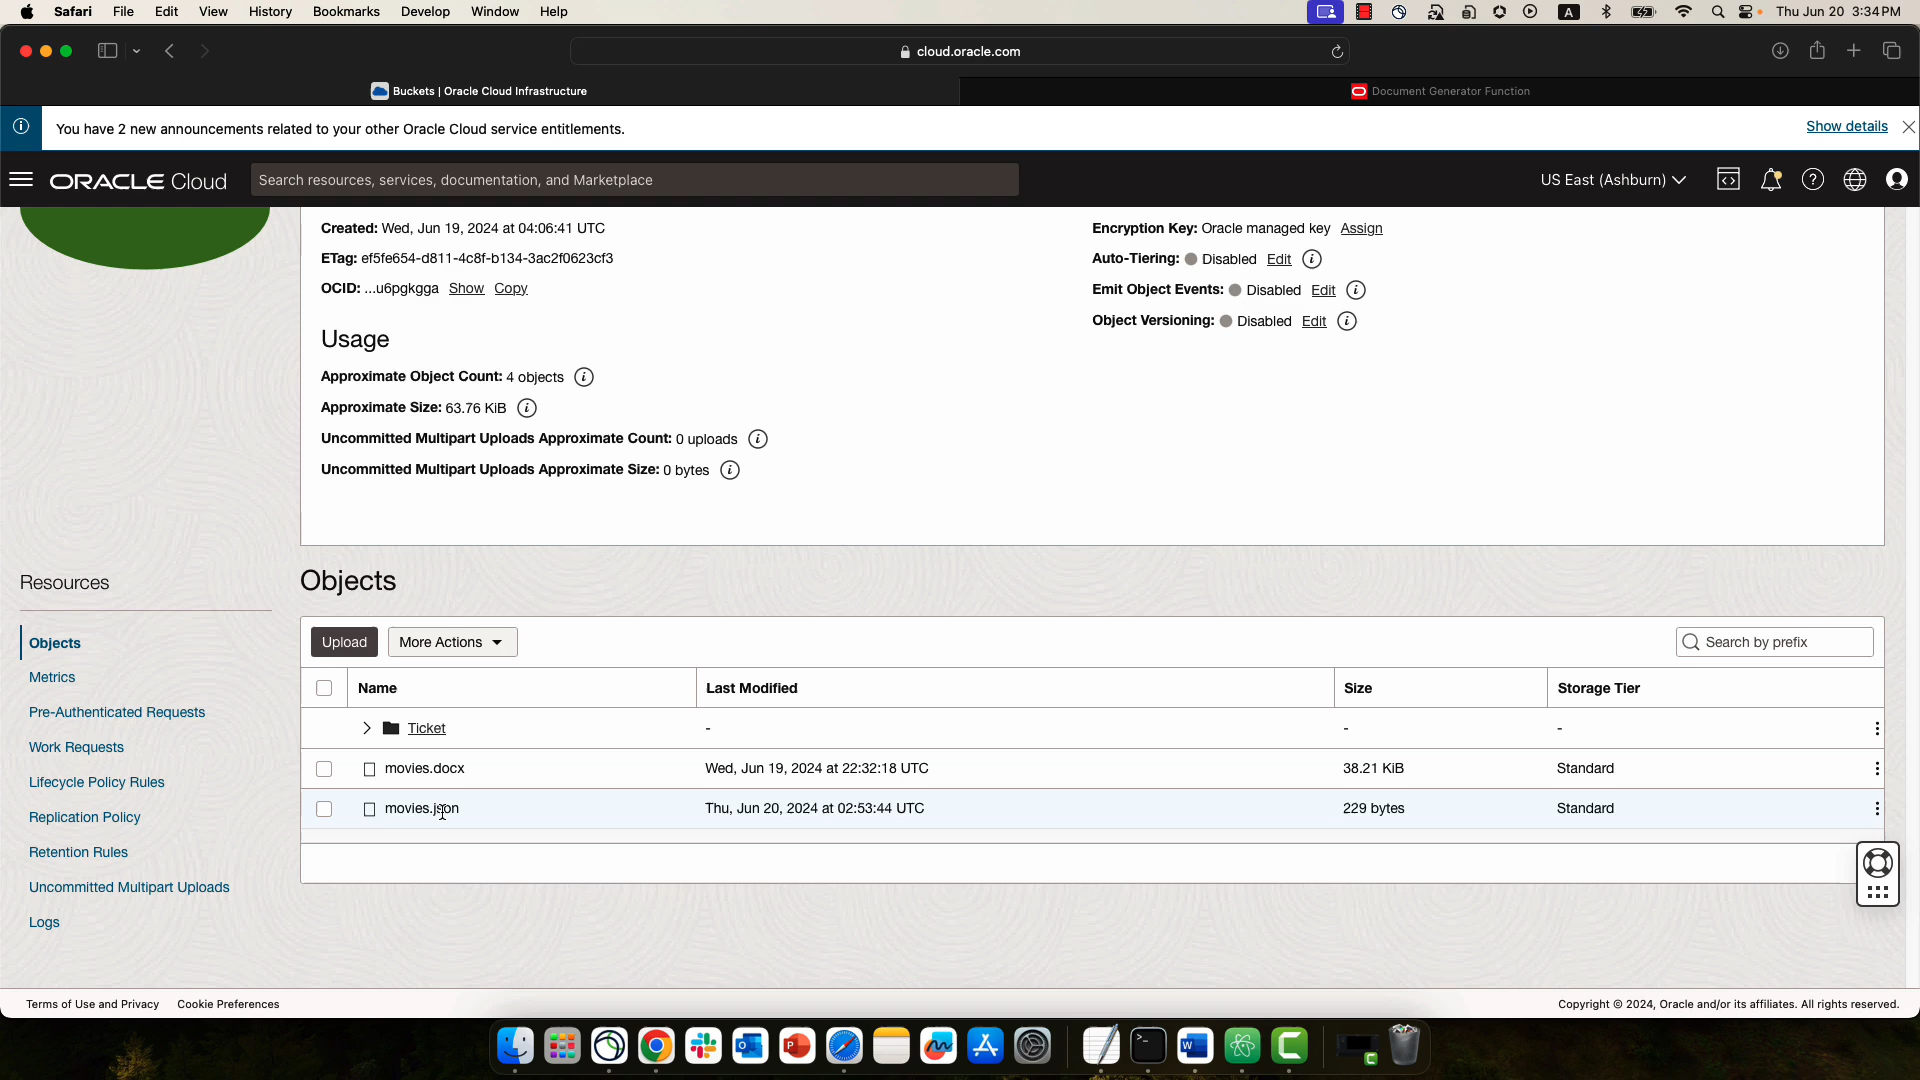 Safari File Edit View History Bookmarks Develop Window Help A Thu Jun 20 3:34 PM
cloud.oracle.com
Buckets | Oracle Cloud Infrastructure Document Generator Function
You have 2 new announcements related to your other Oracle Cloud service entitlements. Show details
ORACLE Cloud Search resources, services, documentation, and Marketplace US East (Ashburn)
Created: Wed, Jun 19, 2024 at 04:06:41 UTC Encryption Key: Oracle managed key Assign
ETag: ef5fe654-d811-4c8f-b134-3ac2f0623cf3 Auto-Tiering: Disabled Edit
OCID: ...u6pgkgga Show Copy Emit Object Events: Disabled Edit
Object Versioning: Disabled Edit
Usage
Approximate Object Count: 4 objects
Approximate Size: 63.76 KiB
Uncommitted Multipart Uploads Approximate Count: 0 uploads
Uncommitted Multipart Uploads Approximate Size: 0 bytes
Resources
Objects
Metrics
Pre-Authenticated Requests
Work Requests
Lifecycle Policy Rules
Replication Policy
Retention Rules
Uncommitted Multipart Uploads
Logs
Objects
Upload More Actions Search by prefix
Name Last Modified Size Storage Tier
Ticket - - -
movies.docx Wed, Jun 19, 2024 at 22:32:18 UTC 38.21 KiB Standard
movies.json Thu, Jun 20, 2024 at 02:53:44 UTC 229 bytes Standard
Terms of Use and Privacy Cookie Preferences Copyright © 2024, Oracle and/or its affiliates. All rights reserved.